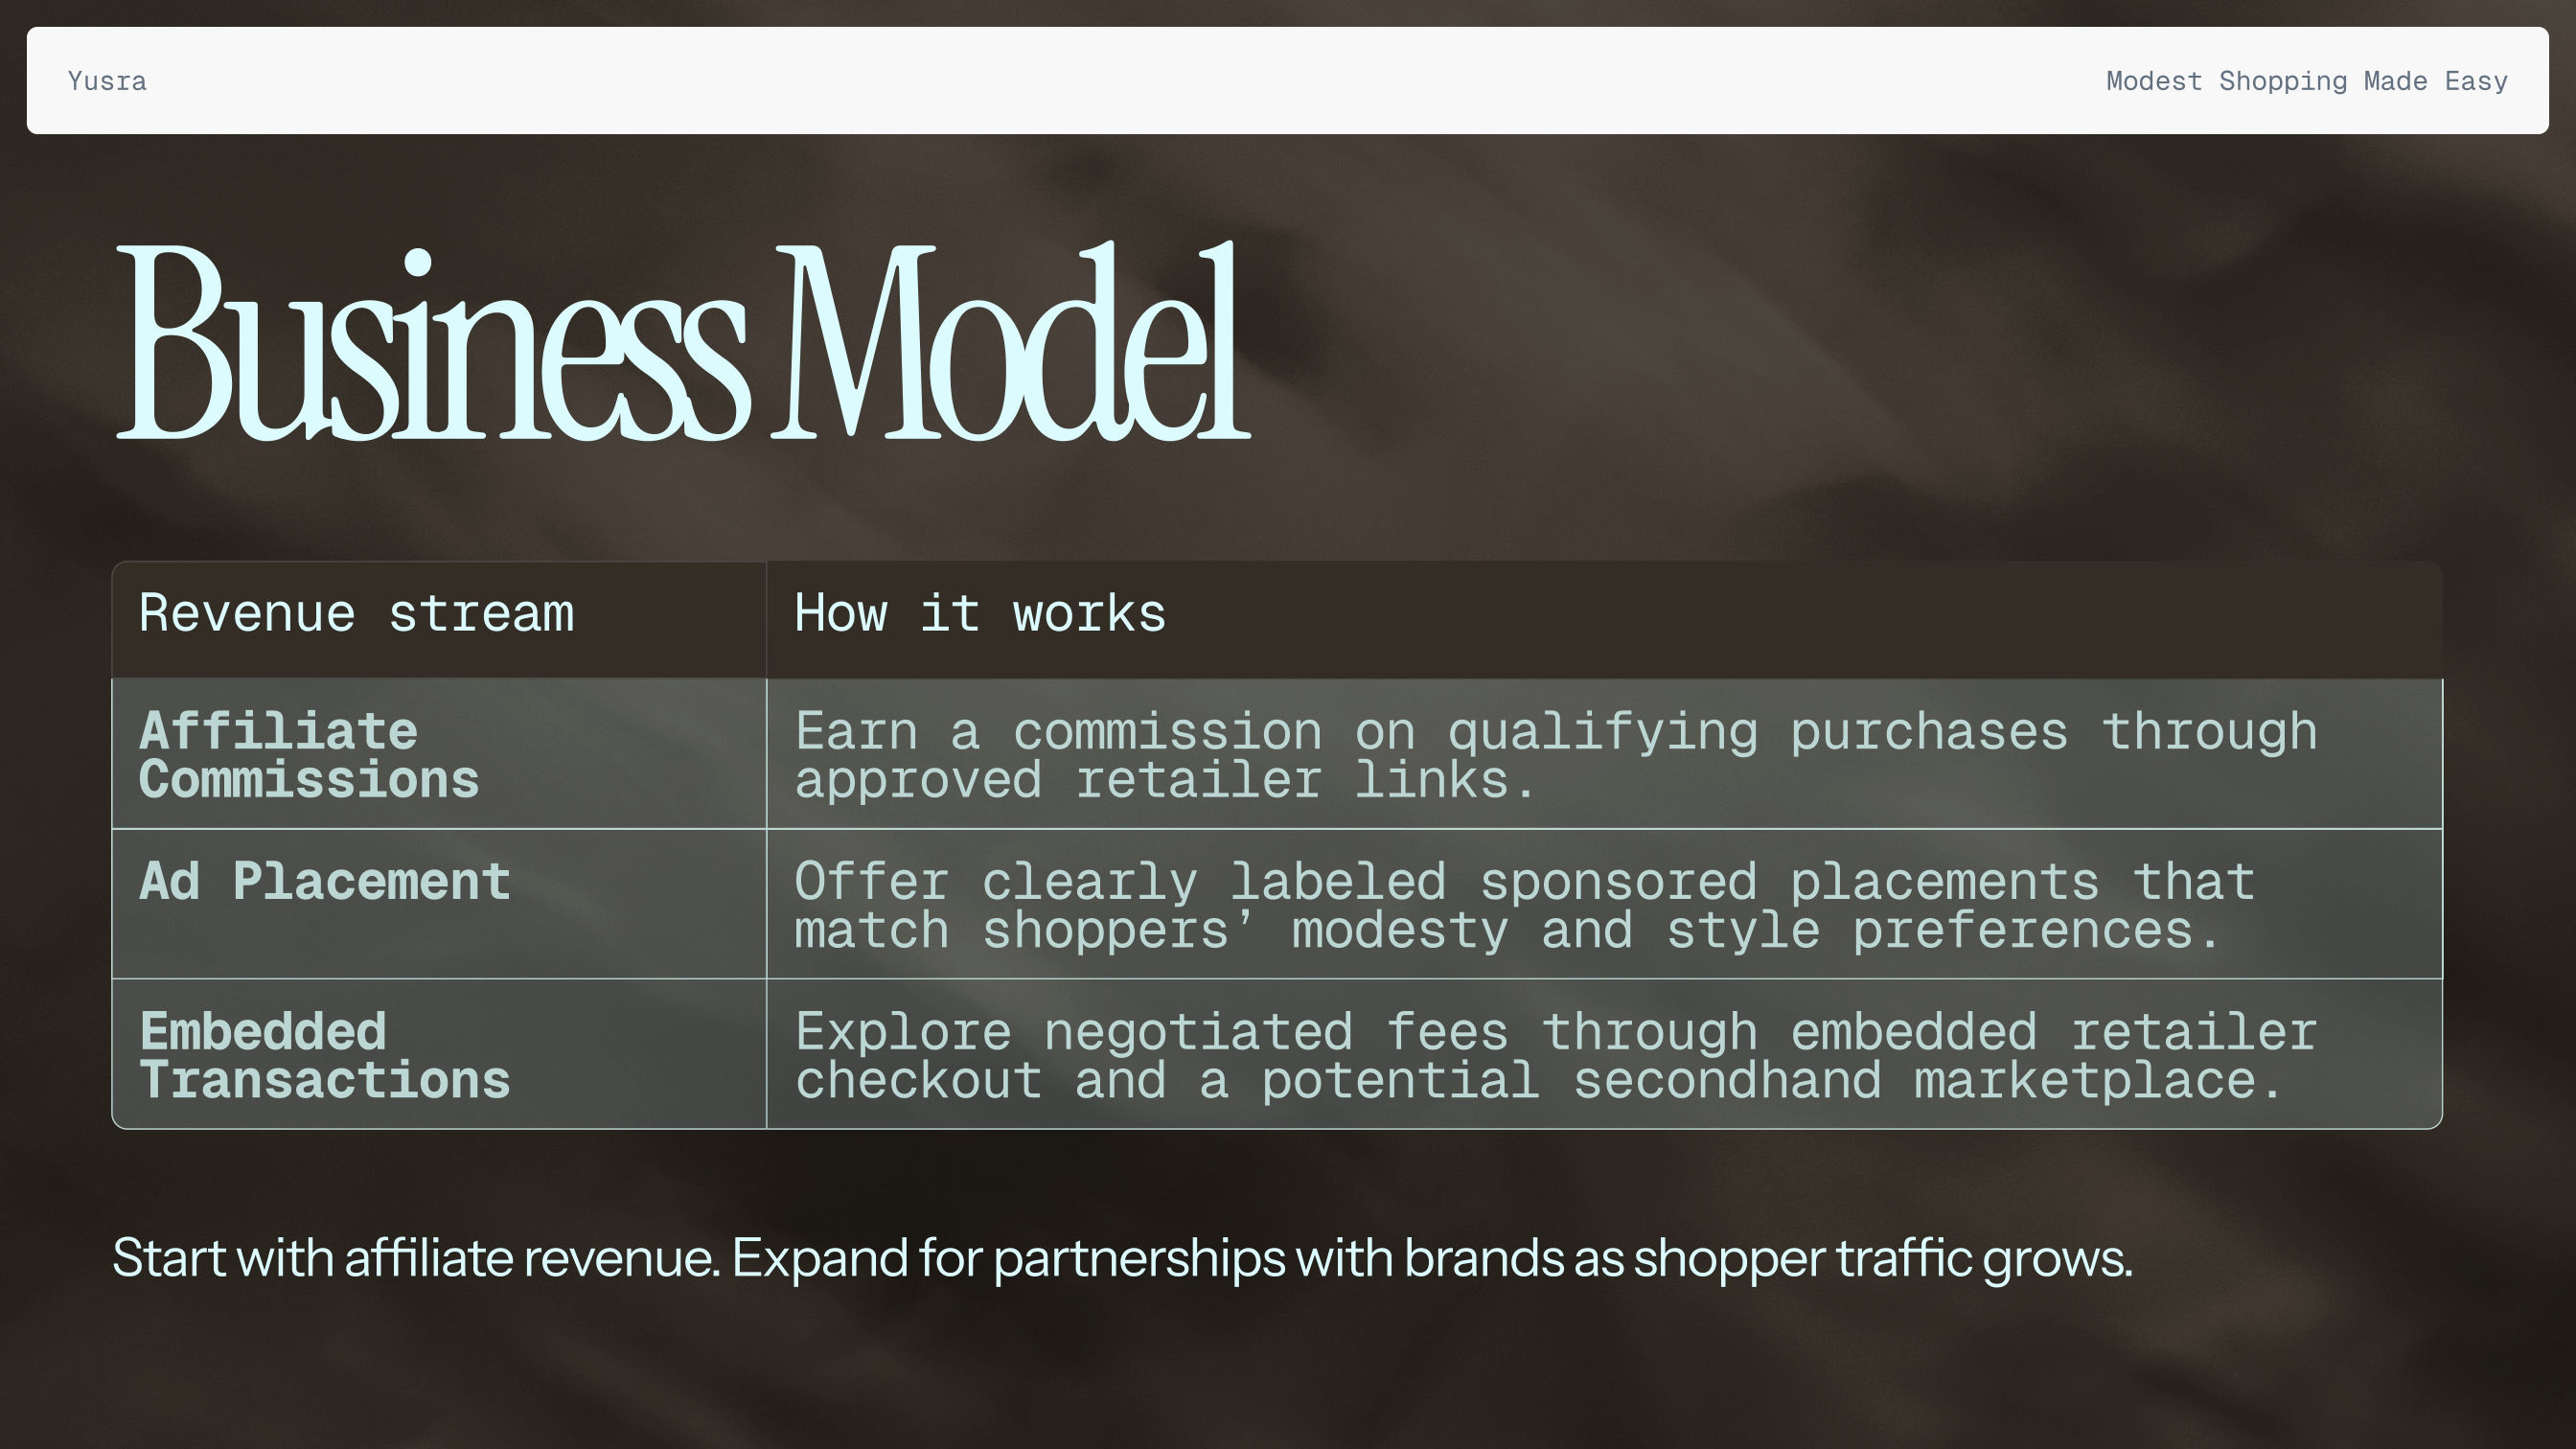 Yusra
Modest Shopping Made Easy
Business Model
Revenue stream
How it works
Affiliate
Commissions
Earn a commission on qualifying purchases through
approved retailer links.
Ad Placement
Offer clearly labeled sponsored placements that
match shoppers’ modesty and style preferences.
Embedded
Transactions
Explore negotiated fees through embedded retailer
checkout and a potential secondhand marketplace.
Start with affiliate revenue. Expand for partnerships with brands as shopper traffic grows.